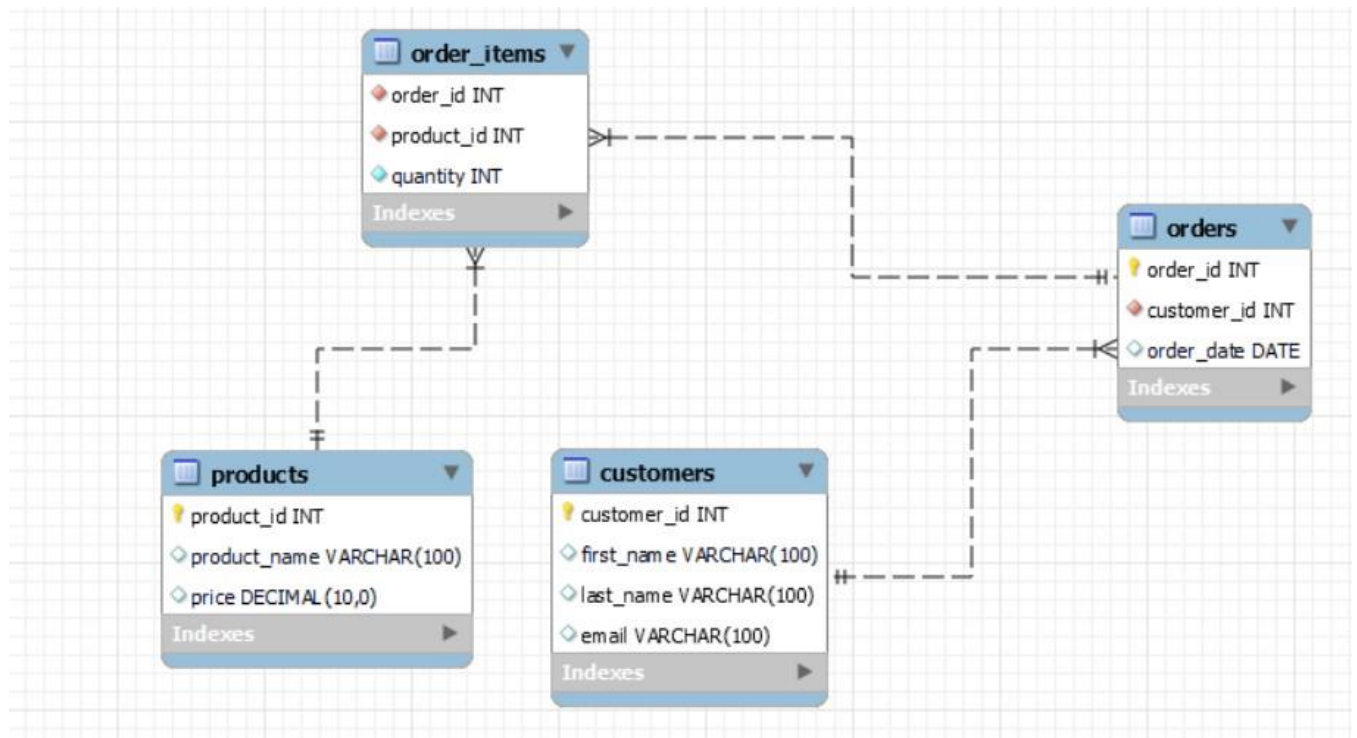 order_items
order_id INT
product_id INT
quantity INT
Indexes
orders
order_id INT
customer_id INT
order_date DATE
Indexes
products
product_id INT
product_name VARCHAR(100)
price DECIMAL(10,0)
Indexes
customers
customer_id INT
first_name VARCHAR(100)
last_name VARCHAR(100)
email VARCHAR(100)
Indexes